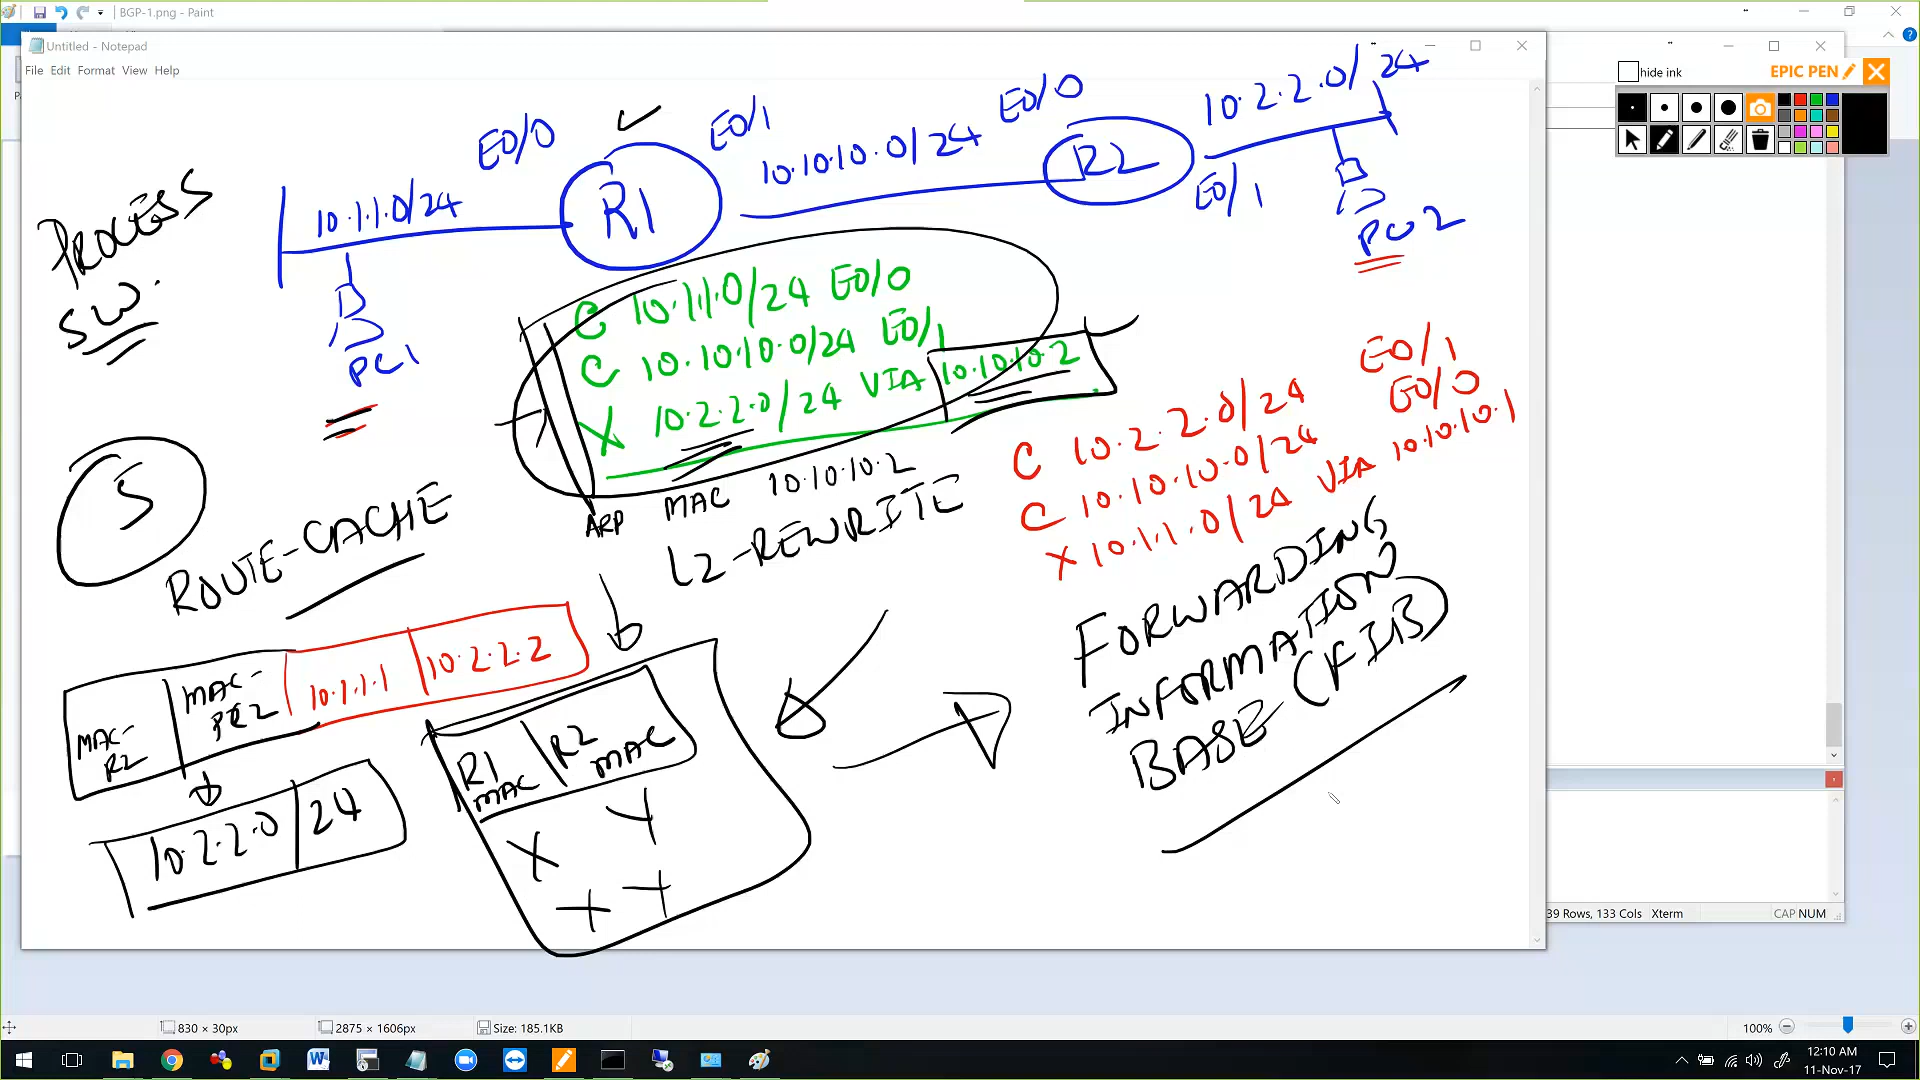 BGP-1.png - Paint
Untitled - Notepad
File Edit Format View Help
hide ink
EPIC PEN
E0/0
E0/1
10.10.10.0/24
E0/0
10.2.2.0/24
PROCESS
SW.
10.1.1.0/24
R1
R2
E0/1
PC1
PC2
C 10.1.1.0/24 E0/0
C 10.10.10.0/24 E0/1
X 10.2.2.0/24 VIA 10.10.10.2
E0/1
E0/0
C 10.2.2.0/24
C 10.10.10.0/24
X 10.1.1.0/24 VIA 10.10.10.1
S
ARP
MAC 10.10.10.2
L2-REWRITE
ROUTE-CACHE
FORWARDING
INFORMATION
BASE (FIB)
MAC-R2
MAC-PC2
10.1.1.1
10.2.2.2
R1 MAC
R2 MAC
X Y
X Y
10.2.2.0 24
39 Rows, 133 Cols Xterm CAP NUM
830 × 30px
2875 × 1606px
Size: 185.1KB
100%
12:10 AM
11-Nov-17